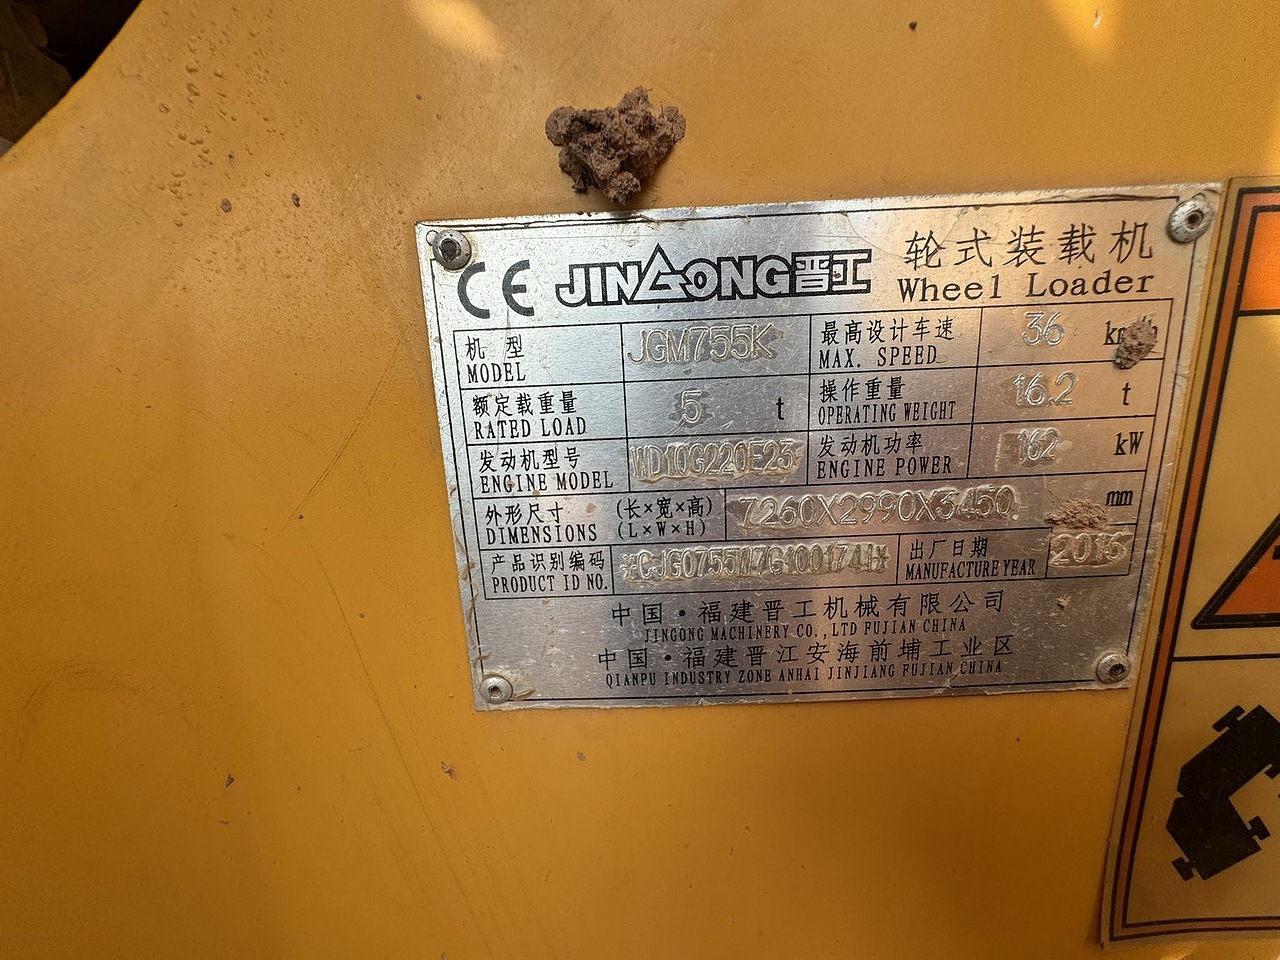 CE JINGONG晋工 轮式装载机
Wheel Loader
机 型 JGM755K 最高设计车速 36
MODEL MAX. SPEED
额定载重量 5 t 操作重量 16.2 t
RATED LOAD OPERATING WEIGHT
发动机型号 WD10G220E23 发动机功率 162 kW
ENGINE MODEL ENGINE POWER
外形尺寸 (长×宽×高) 7260X2990X3450 mm
DIMENSIONS (L×W×H)
产品识别编码 出厂日期
PRODUCT ID NO. MANUFACTURE YEAR
中国·福建晋工机械有限公司
JINGONG MACHINERY CO.,LTD FUJIAN CHINA
中国·福建晋江安海前埔工业区
QIANPU INDUSTRY ZONE ANHAI JINJIANG FUJIAN CHINA